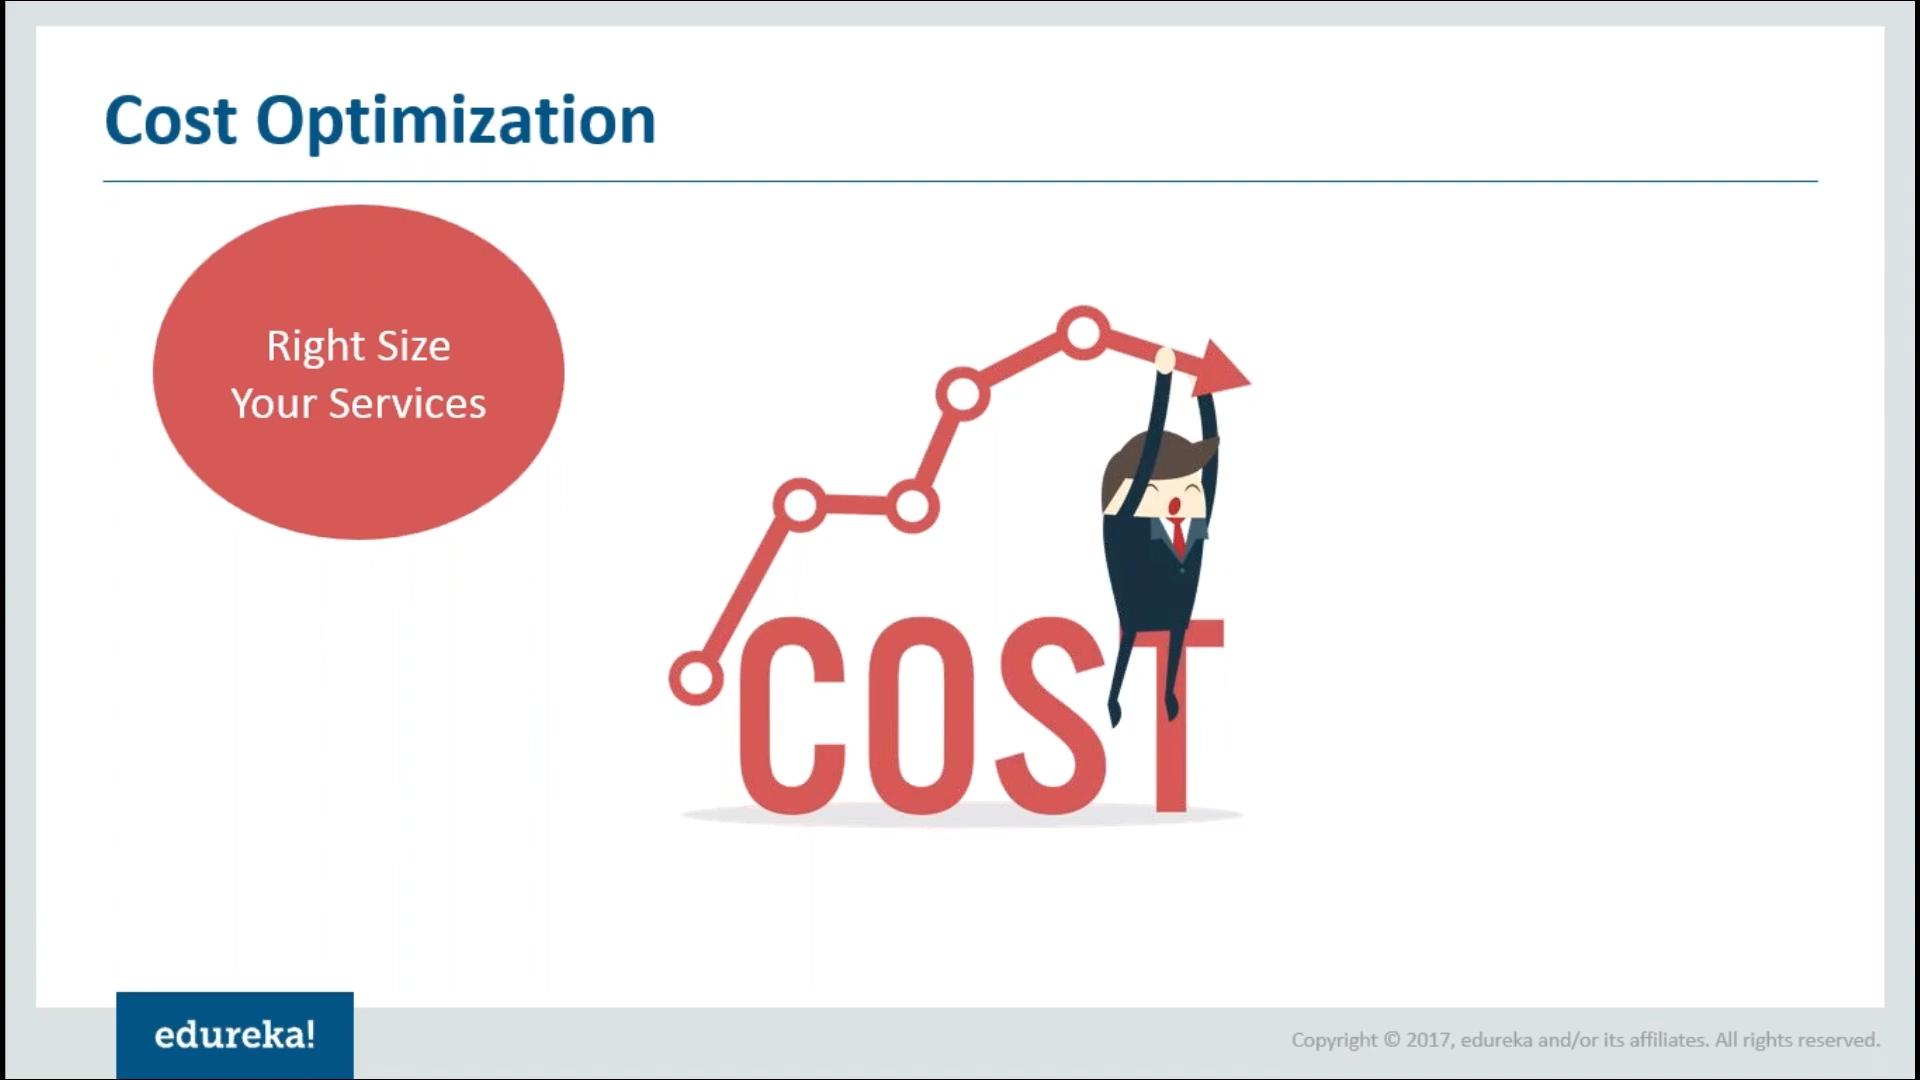 Cost Optimization
Right Size
Your Services
COST
edureka!
Copyright © 2017, edureka and/or its affiliates. All rights reserved.